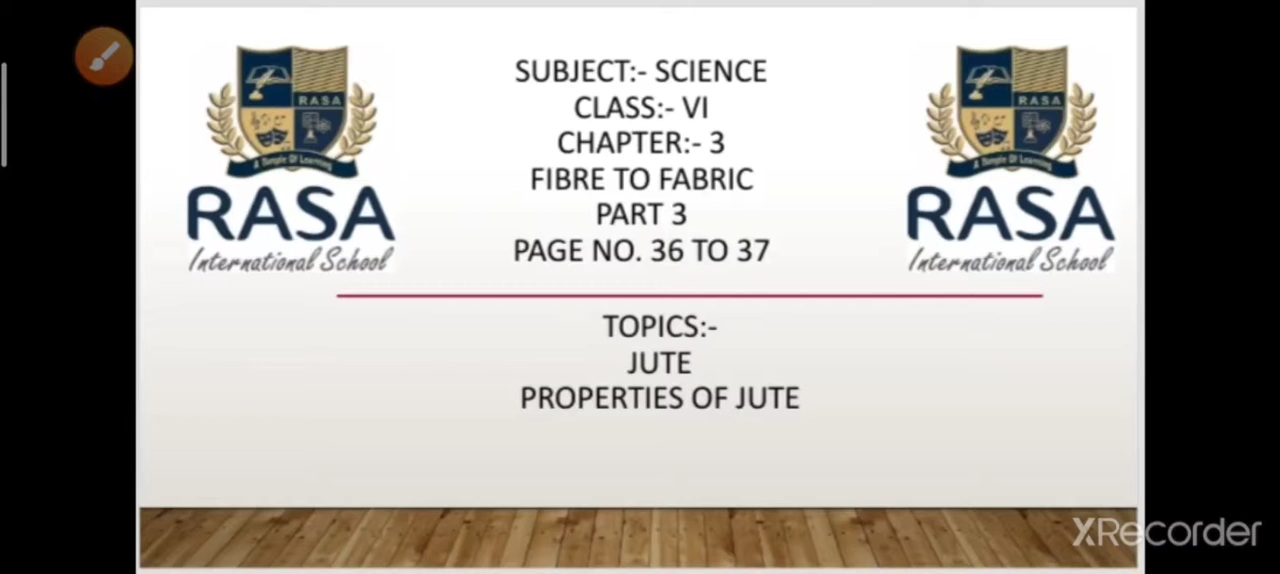 RASA
A Temple Of Learning
RASA
International School
SUBJECT:- SCIENCE
CLASS:- VI
CHAPTER:- 3
FIBRE TO FABRIC
PART 3
PAGE NO. 36 TO 37
RASA
A Temple Of Learning
RASA
International School
TOPICS:-
JUTE
PROPERTIES OF JUTE
XRecorder